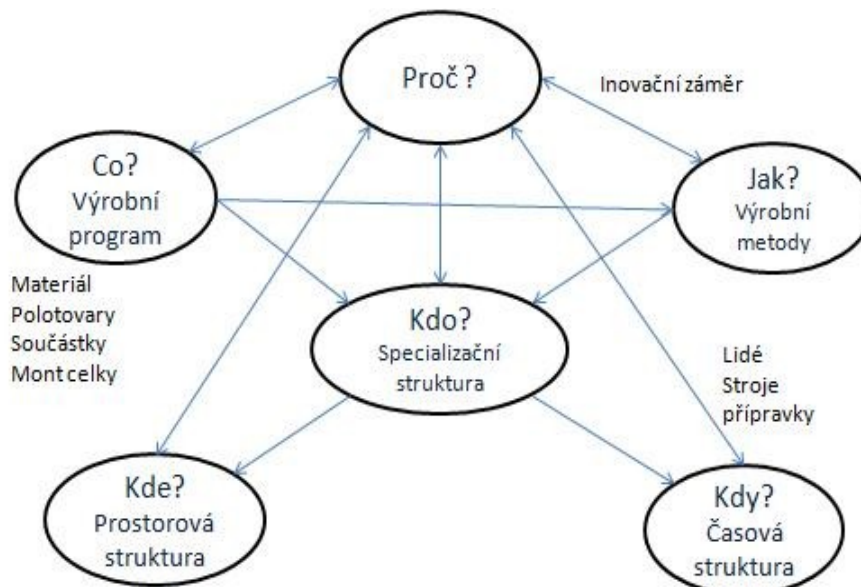 Proč ?
Inovační záměr
Co?
Výrobní
program
Jak?
Výrobní
metody
Materiál
Polotovary
Součástky
Mont celky
Kdo?
Specializační
struktura
Lidé
Stroje
přípravky
Kde?
Prostorová
struktura
Kdy?
Časová
struktura